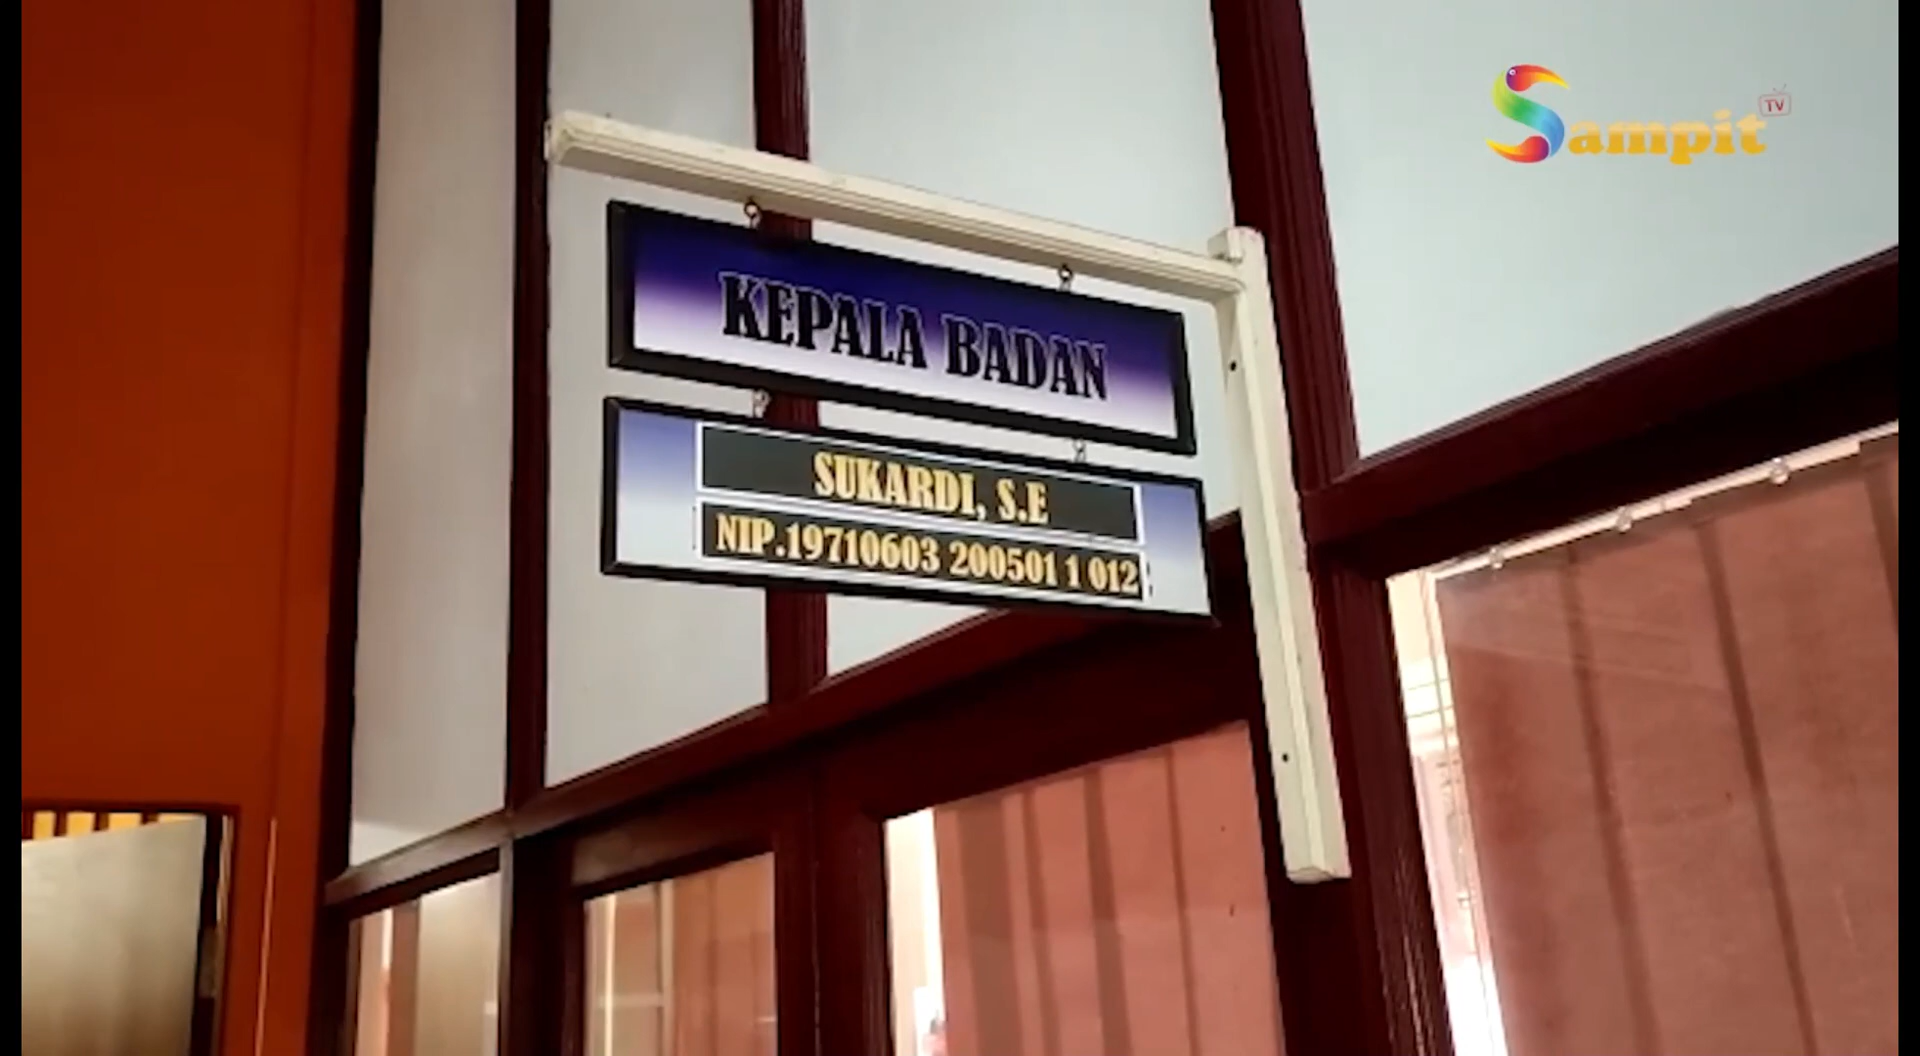 Sampit TV
KEPALA BADAN
SUKARDI, S.E
NIP.19710603 200501 1 012